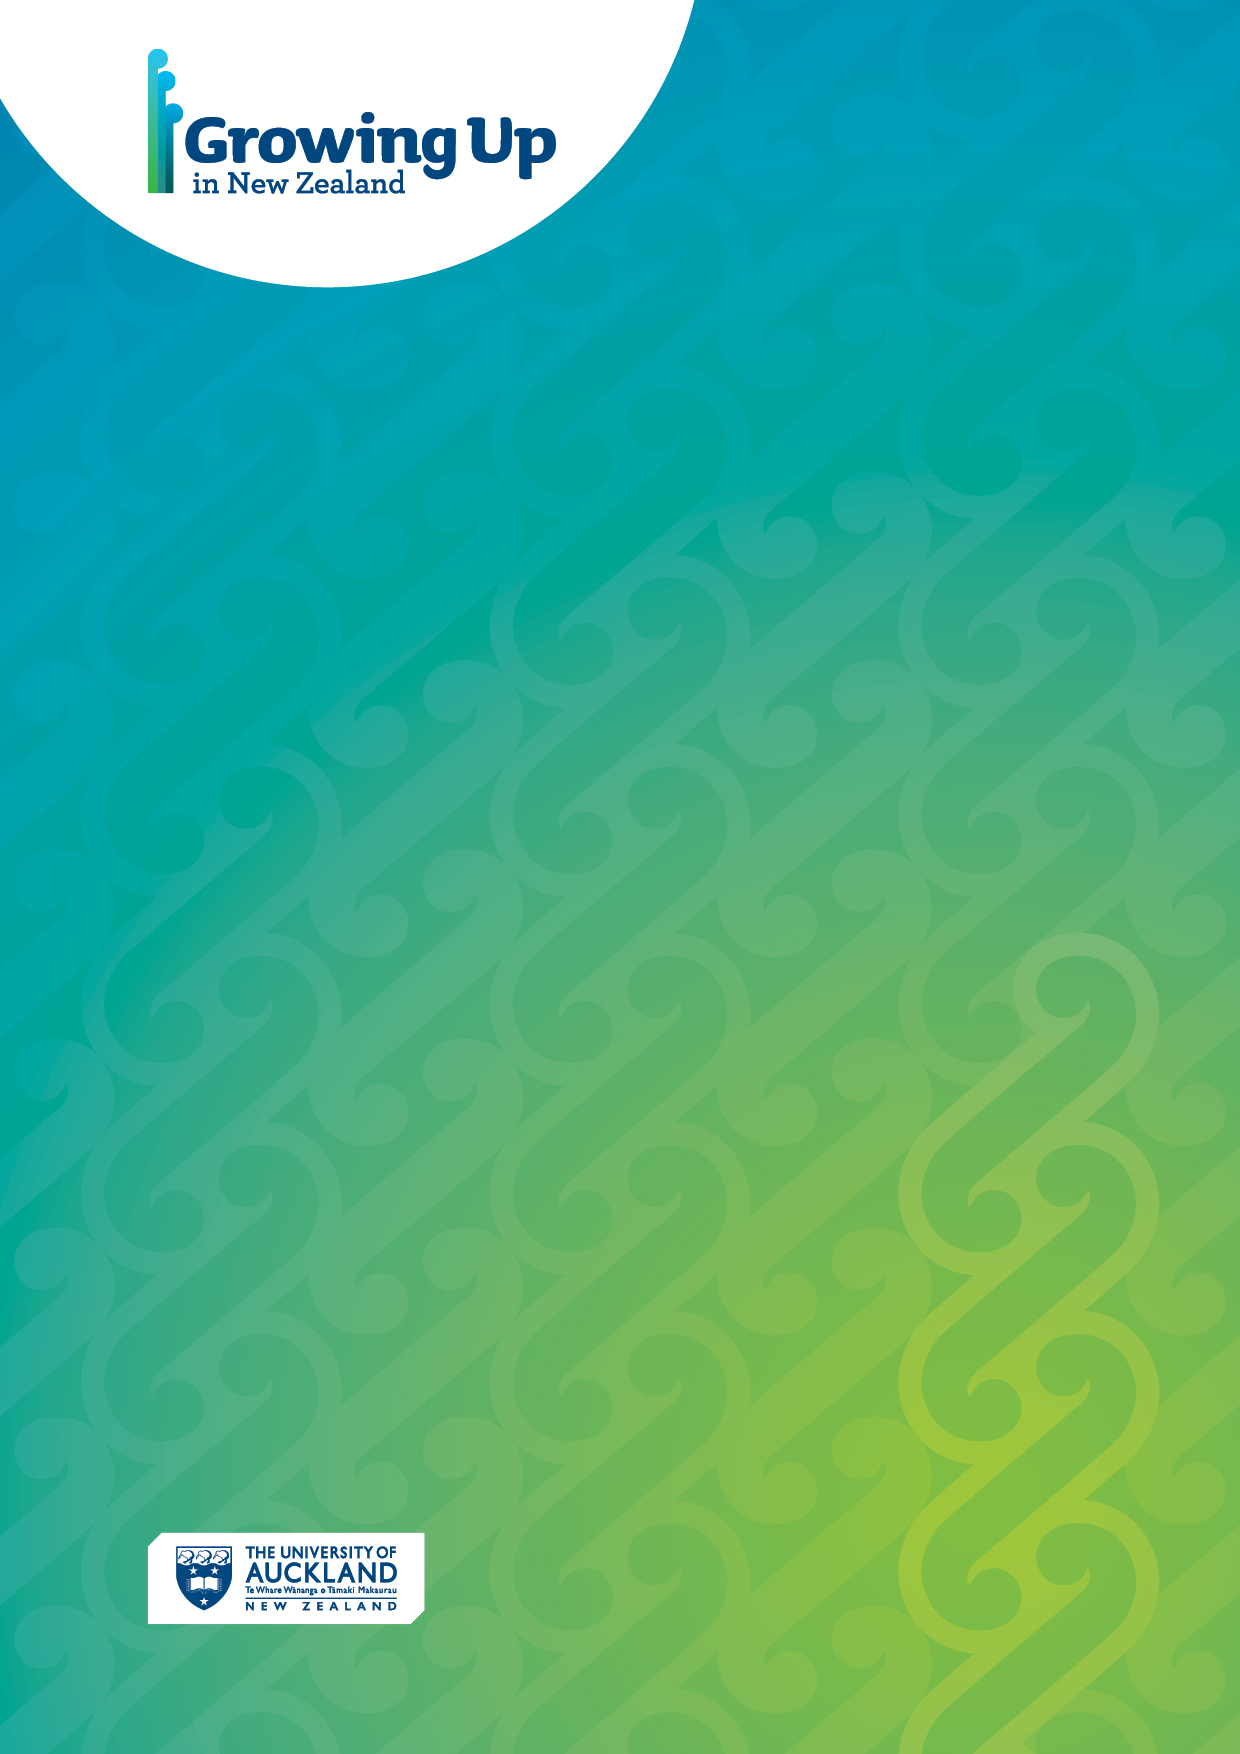 Growing Up
in New Zealand
THE UNIVERSITY OF
AUCKLAND
Te Whare Wānanga o Tāmaki Makaurau
NEW ZEALAND